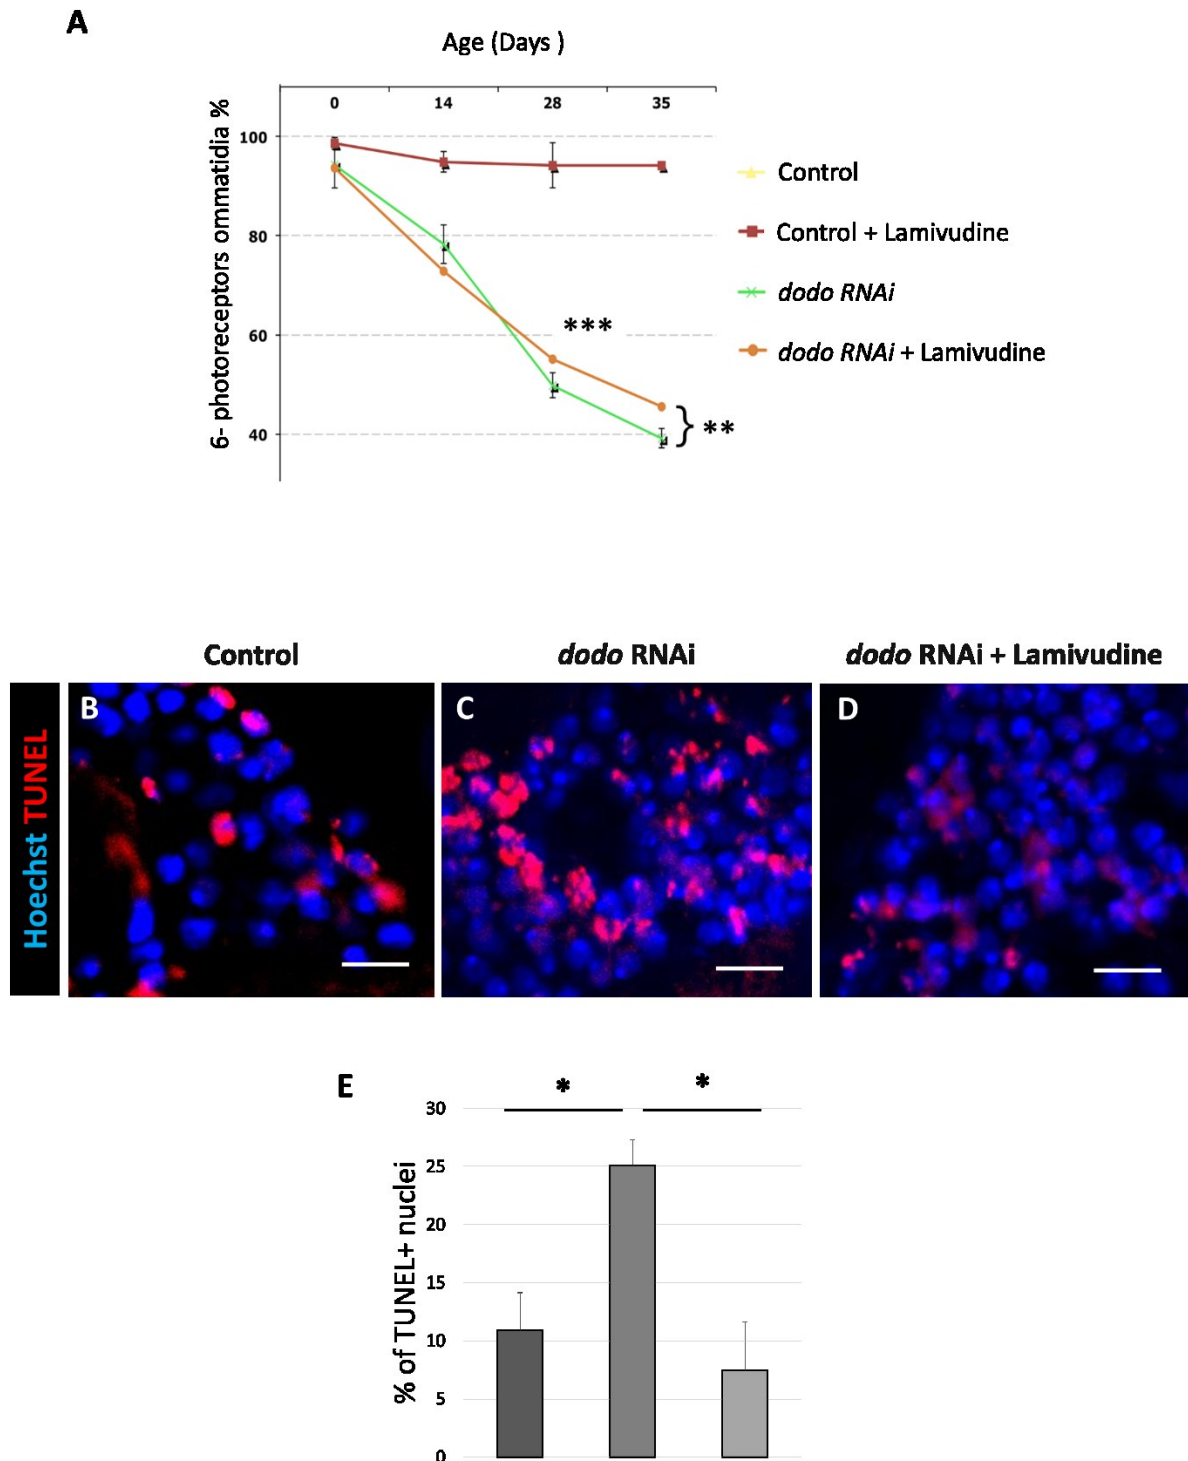 A
Age (Days )
0 14 28 35
6- photoreceptors ommatidia %
100
80
60
40
***
} **
Control
Control + Lamivudine
dodo RNAi
dodo RNAi + Lamivudine
Control
dodo RNAi
dodo RNAi + Lamivudine
Hoechst TUNEL
B
C
D
E
* *
% of TUNEL+ nuclei
30
25
20
15
10
5
0